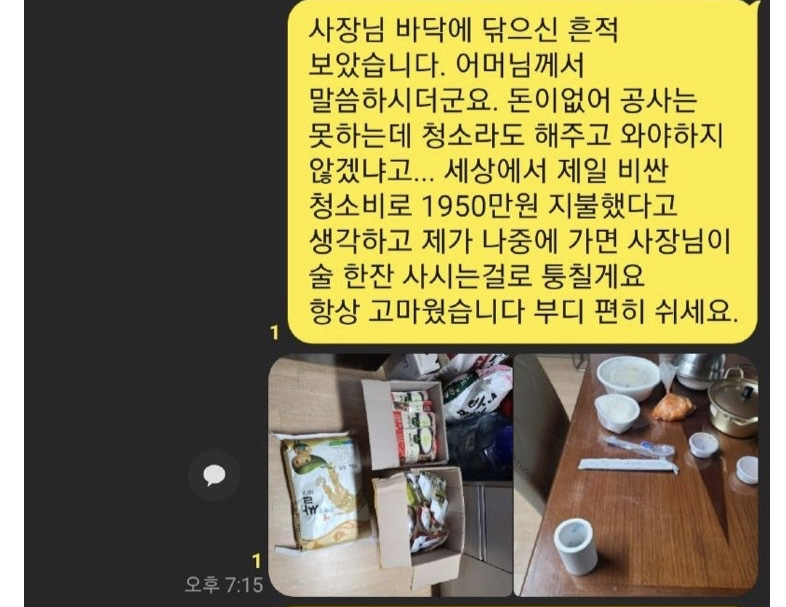 사장님 바닥에 닦으신 흔적
보았습니다. 어머님께서
말씀하시더군요. 돈이없어 공사는
못하는데 청소라도 해주고 와야하지
않겠냐고... 세상에서 제일 비싼
청소비로 1950만원 지불했다고
생각하고 제가 나중에 가면 사장님이
술 한잔 사시는걸로 퉁칠게요
항상 고마웠습니다 부디 편히 쉬세요.
1
1
오후 7:15